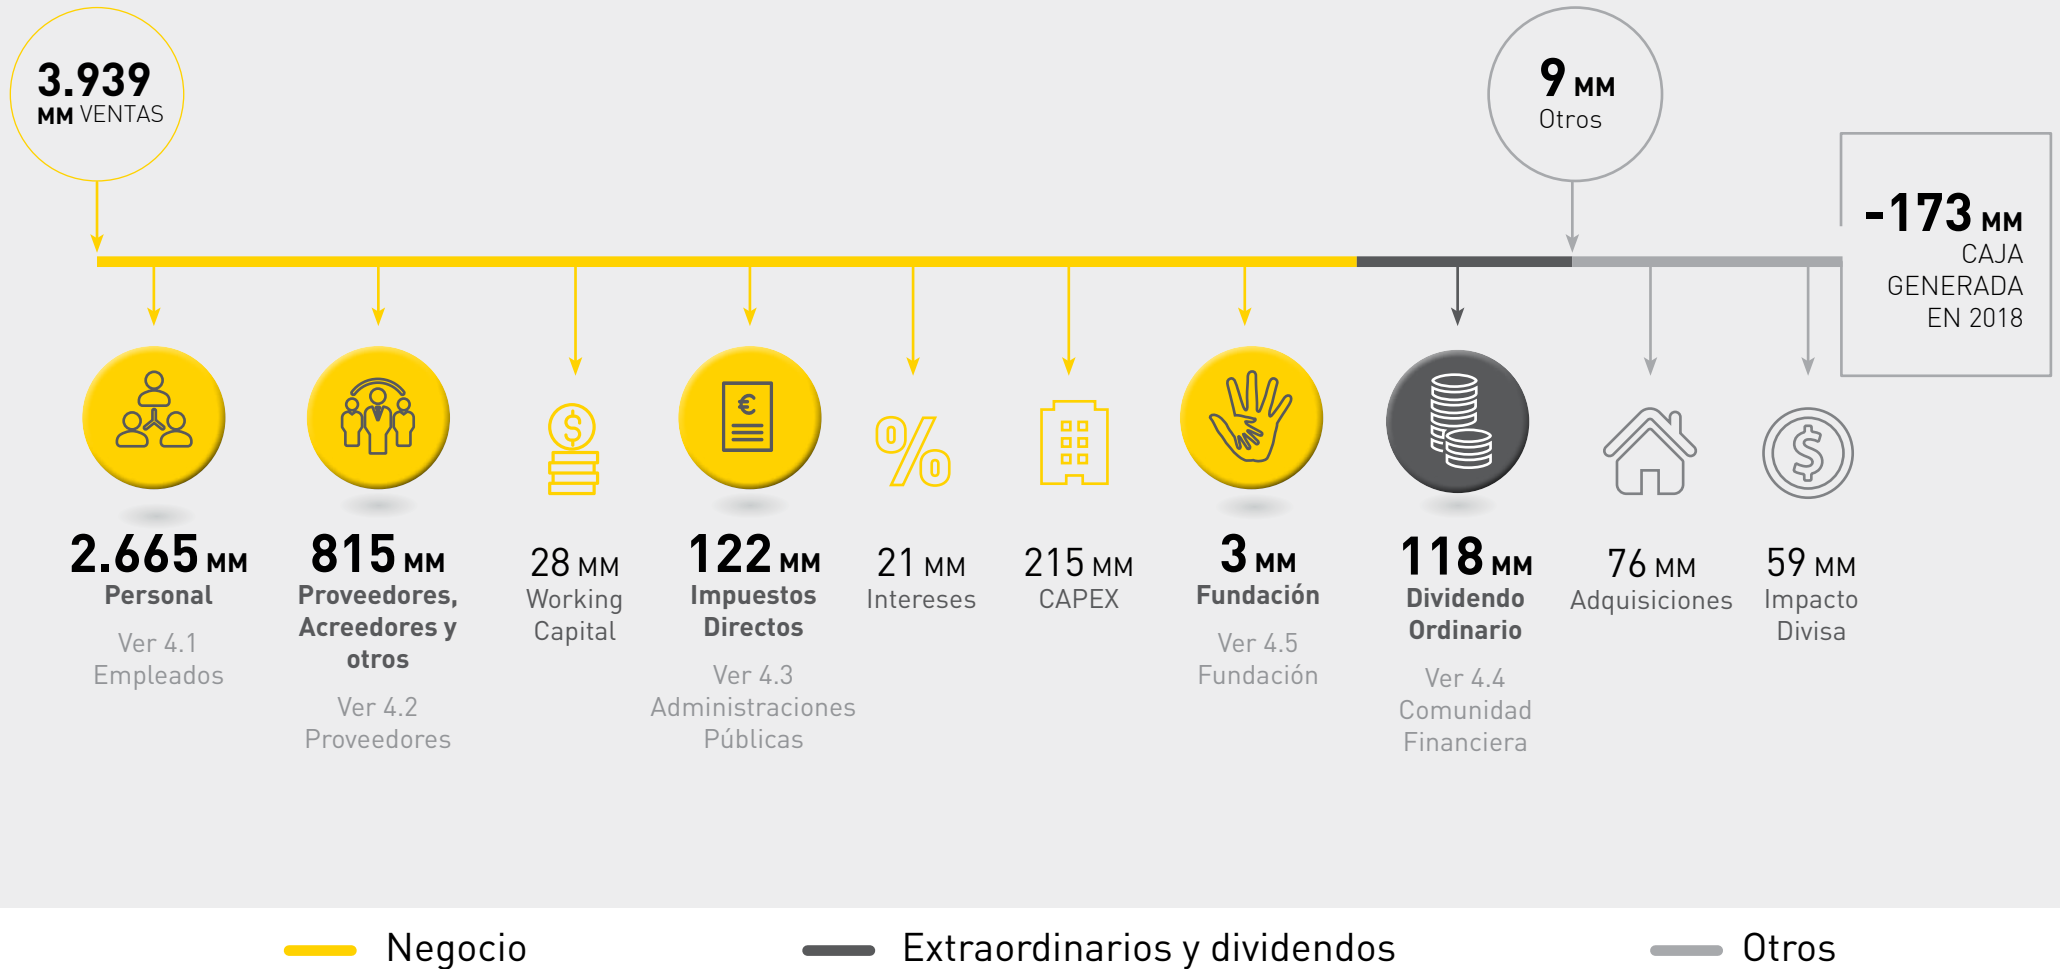 3.939
MM VENTAS
9 MM
Otros
-173 MM
CAJA
GENERADA
EN 2018
€
$
%
$
2.665 MM
Personal
Ver 4.1
Empleados
815 MM
Proveedores,
Acreedores y
otros
Ver 4.2
Proveedores
28 MM
Working
Capital
122 MM
Impuestos
Directos
Ver 4.3
Administraciones
Públicas
21 MM
Intereses
215 MM
CAPEX
3 MM
Fundación
Ver 4.5
Fundación
118 MM
Dividendo
Ordinario
Ver 4.4
Comunidad
Financiera
76 MM
Adquisiciones
59 MM
Impacto
Divisa
Negocio
Extraordinarios y dividendos
Otros